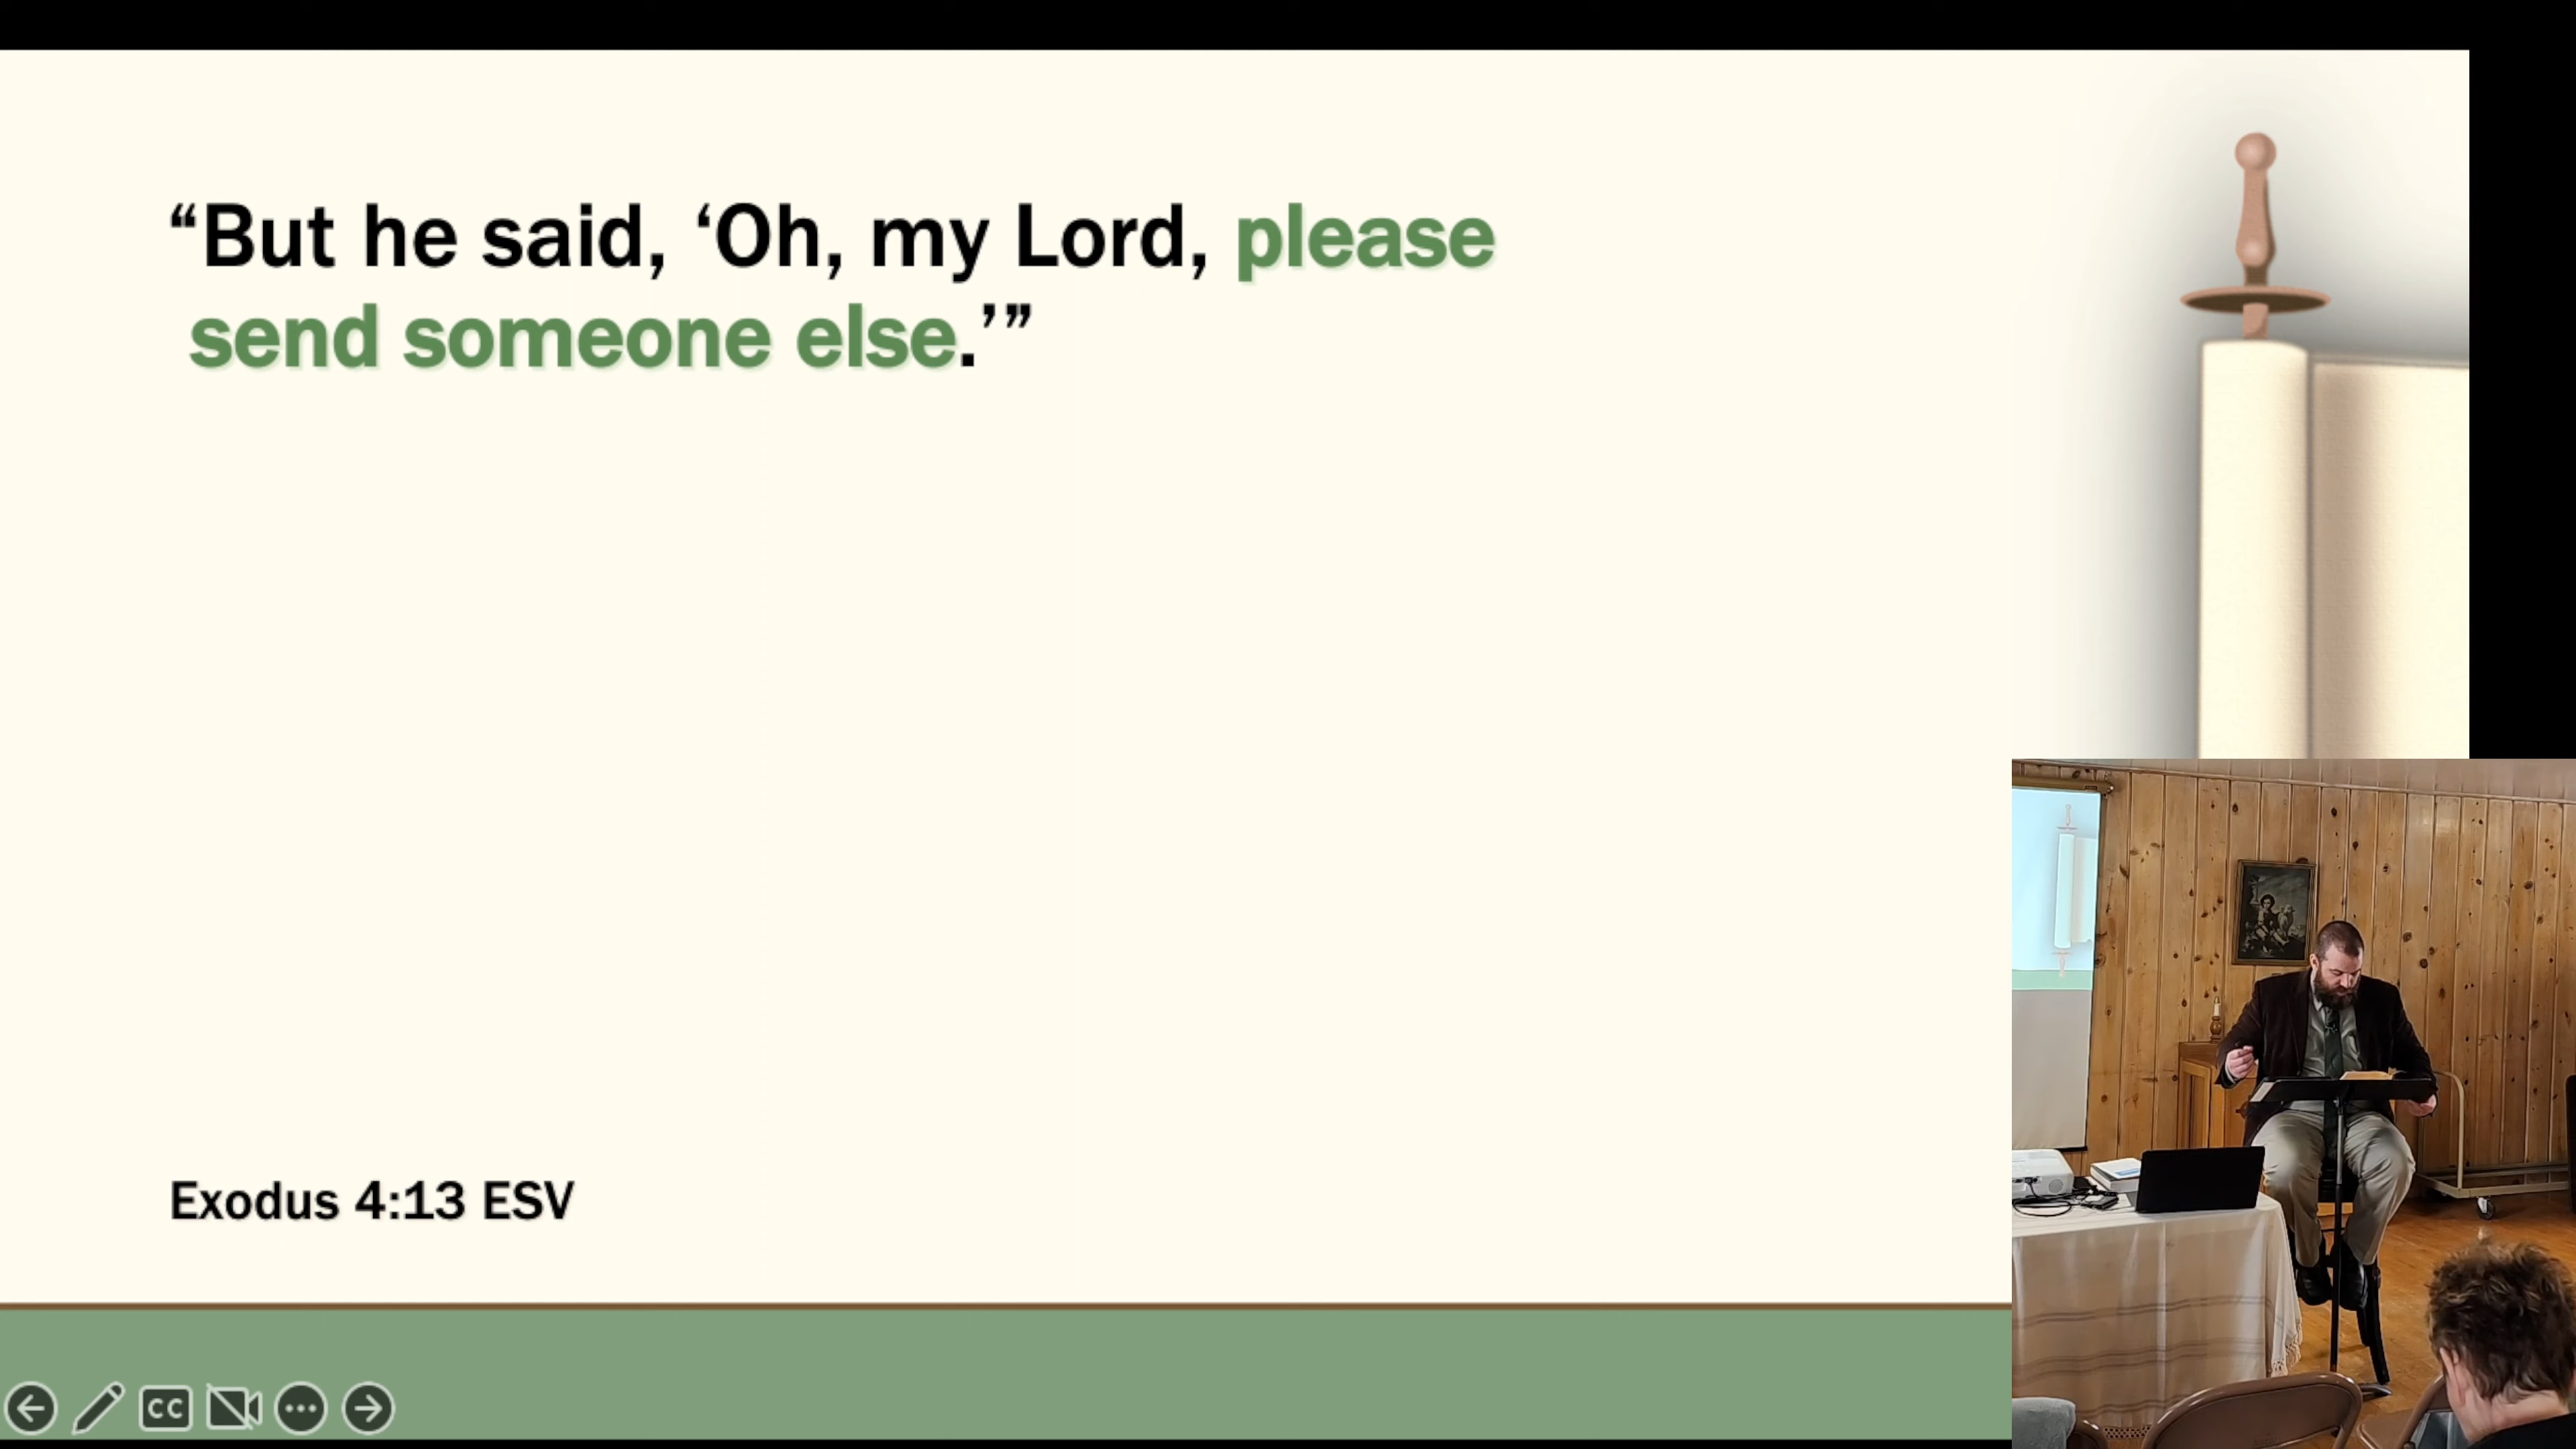 “But he said, ‘Oh, my Lord, please
send someone else.’”
Exodus 4:13 ESV
CC